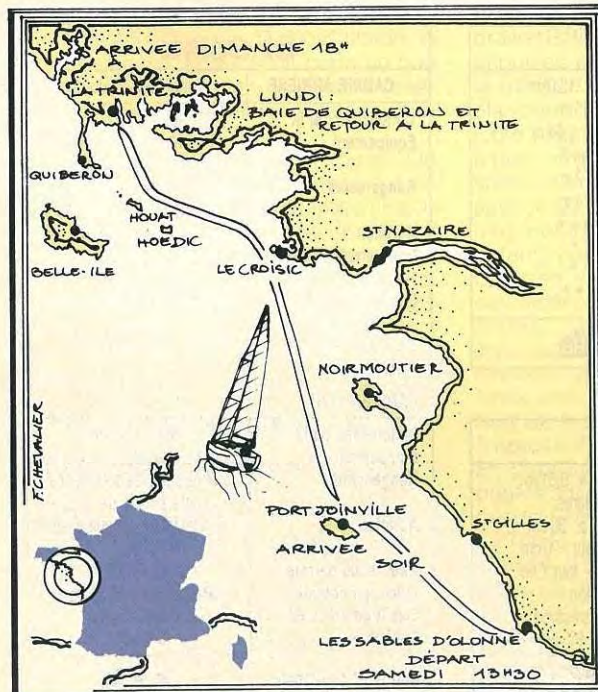 ARRIVEE DIMANCHE 18H
LA TRINITE
LUNDI :
BAIE DE QUIBERON ET
RETOUR A LA TRINITE
QUIBERON
HOUAT
HOEDIC
BELLE-ILE
LE CROISIC
ST NAZAIRE
NOIRMOUTIER
F. CHEVALIER
PORT JOINVILLE
ARRIVEE
SOIR
ST GILLES
LES SABLES D'OLONNE
DÉPART
SAMEDI 13H30